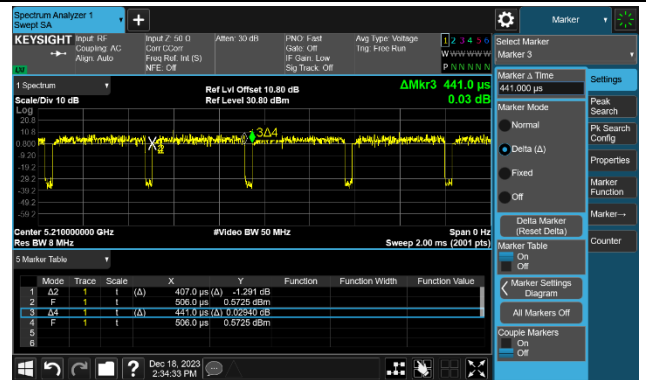 Spectrum Analyzer 1
Swept SA
Marker
KEYSIGHT Input: RF Input Z: 50 Ω Atten: 30 dB PNO: Fast Avg Type: Voltage 1 2 3 4 5 6
Coupling: AC Corr CCorr Gate: Off Trig: Free Run
Align: Auto Freq Ref: Int (S) IF Gain: Low W W W W W W
NFE: Off Sig Track: Off P N N N N N
LXI
Select Marker
Marker 3
1 Spectrum
Ref Lvl Offset 10.80 dB ΔMkr3 441.0 µs
Scale/Div 10 dB Ref Level 30.80 dBm 0.03 dB
Log
20.8
10.8
0.800
-9.20
-19.2
-29.2
-39.2
-49.2
-59.2
3Δ4
Center 5.210000000 GHz #Video BW 50 MHz Span 0 Hz
Res BW 8 MHz Sweep 2.00 ms (2001 pts)
5 Marker Table
Mode Trace Scale X Y Function Function Width Function Value
1 Δ2 1 t (Δ) 407.0 µs (Δ) -1.291 dB
2 F 1 t 506.0 µs 0.5725 dBm
3 Δ4 1 t (Δ) 441.0 µs (Δ) 0.02940 dB
4 F 1 t 506.0 µs 0.5725 dBm
5
6
Marker Δ Time
441.000 µs
Marker Mode
Normal
Delta (Δ)
Fixed
Off
Delta Marker
(Reset Delta)
Marker Table
On
Off
Marker Settings
Diagram
All Markers Off
Couple Markers
On
Off
Settings
Peak
Search
Pk Search
Config
Properties
Marker
Function
Marker→
Counter
Dec 18, 2023
2:34:33 PM